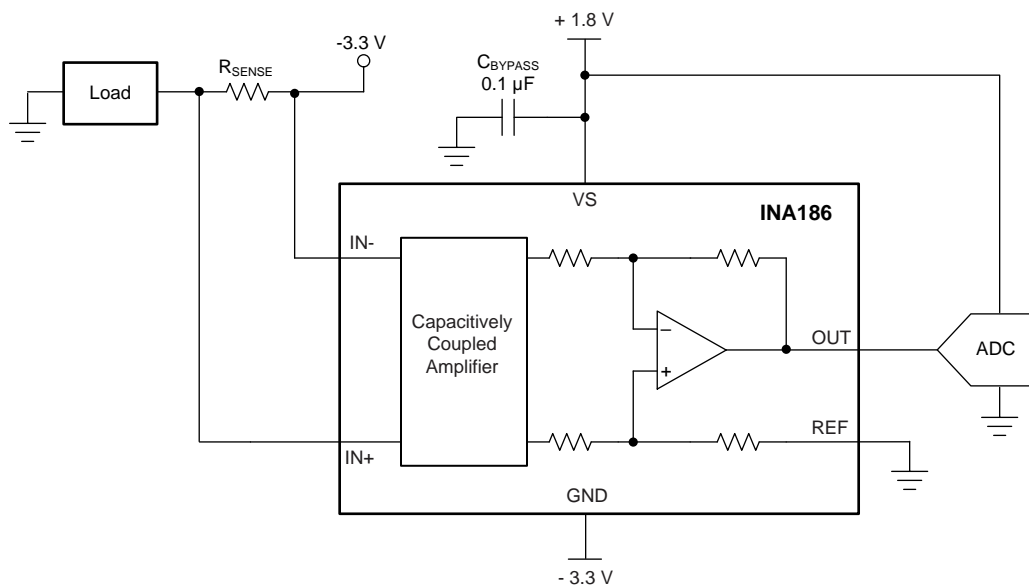 + 1.8 V
-3.3 V
R_SENSE
C_BYPASS
0.1 µF
Load
VS
INA186
IN-
Capacitively
Coupled
Amplifier
−
+
OUT
ADC
REF
IN+
GND
- 3.3 V